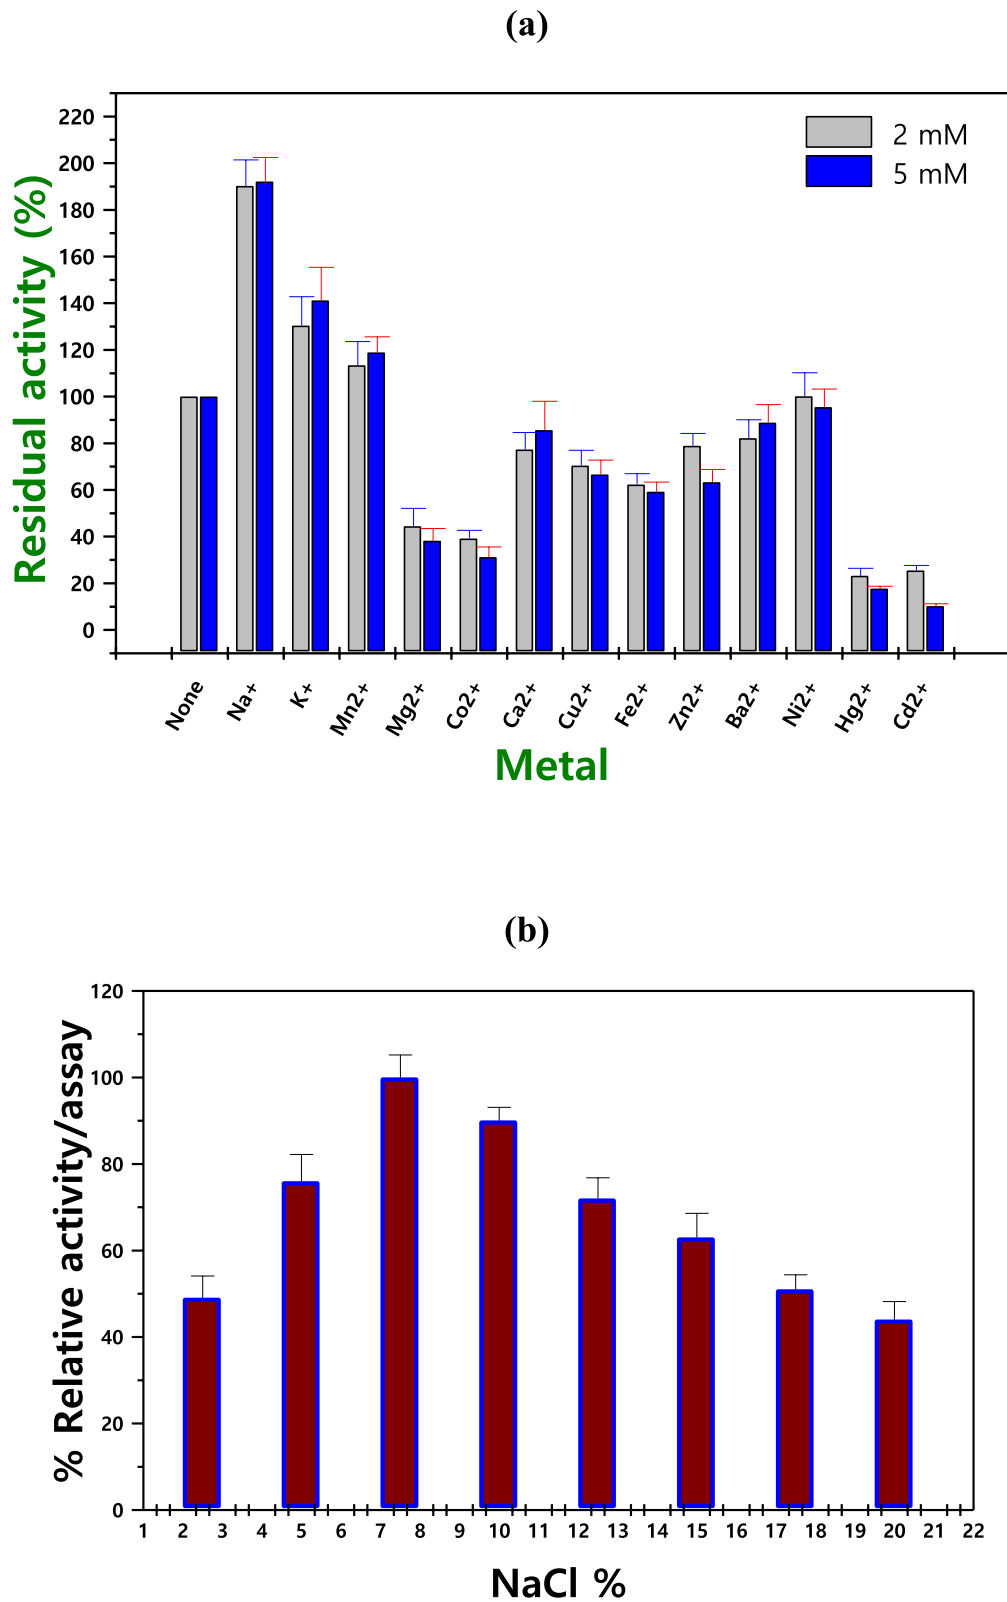 (a)
Residual activity (%)
220
200
180
160
140
120
100
80
60
40
20
0
2 mM
5 mM
None Na+ K+ Mn2+ Mg2+ Co2+ Ca2+ Cu2+ Fe2+ Zn2+ Ba2+ Ni2+ Hg2+ Cd2+
Metal
(b)
% Relative activity/assay
120
100
80
60
40
20
0
1 2 3 4 5 6 7 8 9 10 11 12 13 14 15 16 17 18 19 20 21 22
NaCl %